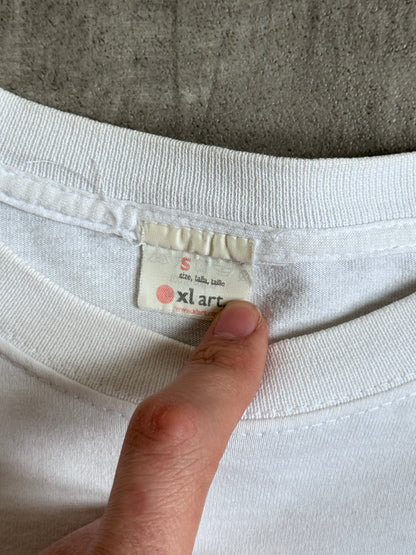 S
size, talla, taille
xl art